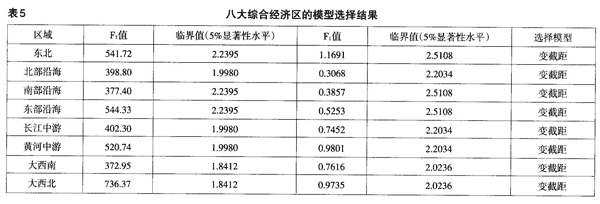 表5 八大综合经济区的模型选择结果
区域 F₂值 临界值(5%显著性水平) F₁值 临界值(5%显著性水平) 选择模型
东北 541.72 2.2395 1.1691 2.5108 变截距
北部沿海 398.80 1.9980 0.3068 2.2034 变截距
南部沿海 377.40 2.2395 0.3857 2.5108 变截距
东部沿海 544.33 2.2395 0.5253 2.5108 变截距
长江中游 402.30 1.9980 0.7452 2.2034 变截距
黄河中游 520.74 1.9980 0.9801 2.2034 变截距
大西南 372.95 1.8412 0.7616 2.0236 变截距
大西北 736.37 1.8412 0.9735 2.0236 变截距